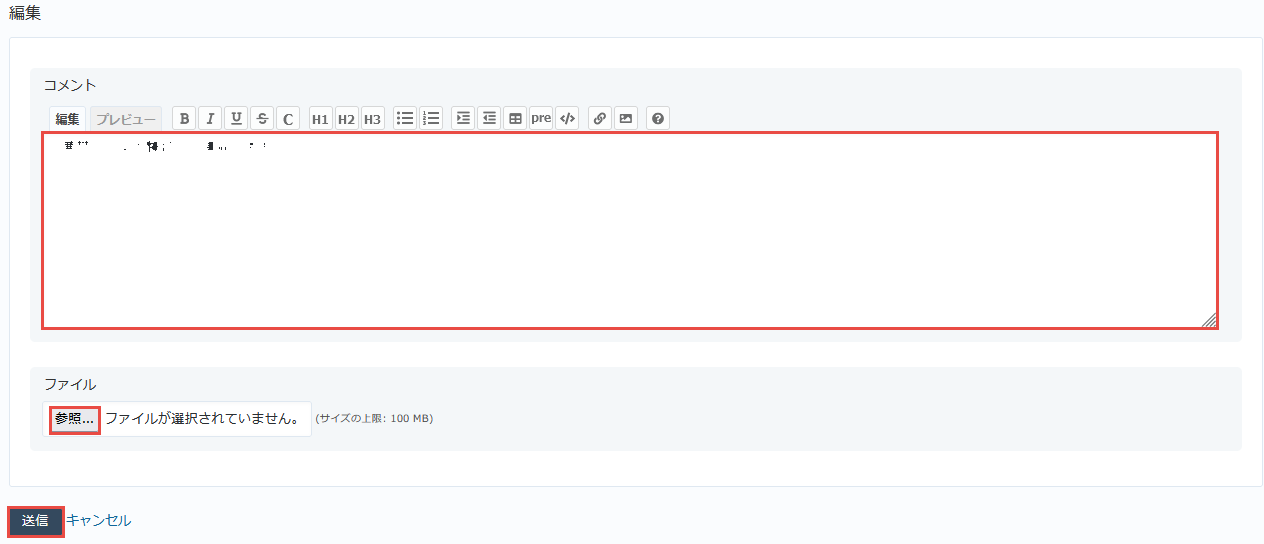 編集
コメント
編集 プレビュー B I U S C H1 H2 H3 pre
ファイル
参照... ファイルが選択されていません。 (サイズの上限: 100 MB)
送信 キャンセル